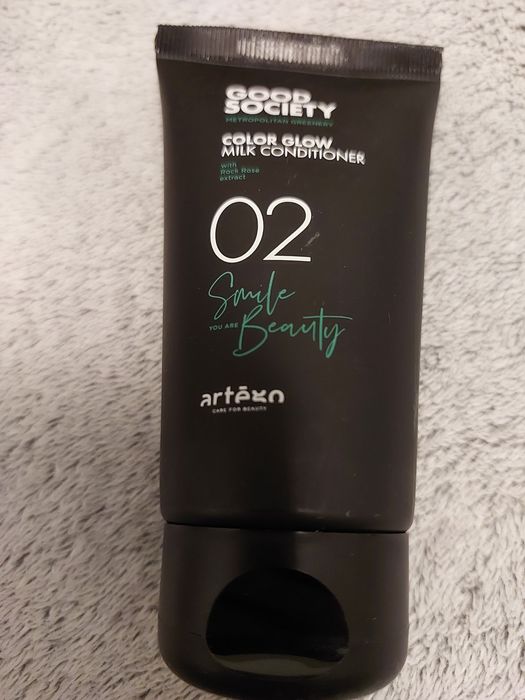 GOOD
SOCIETY
METROPOLITAN GREENERY
COLOR GLOW
MILK CONDITIONER
with
Rock Rose
extract
02
Smile
YOU ARE Beauty
artègo
CARE FOR BEAUTY